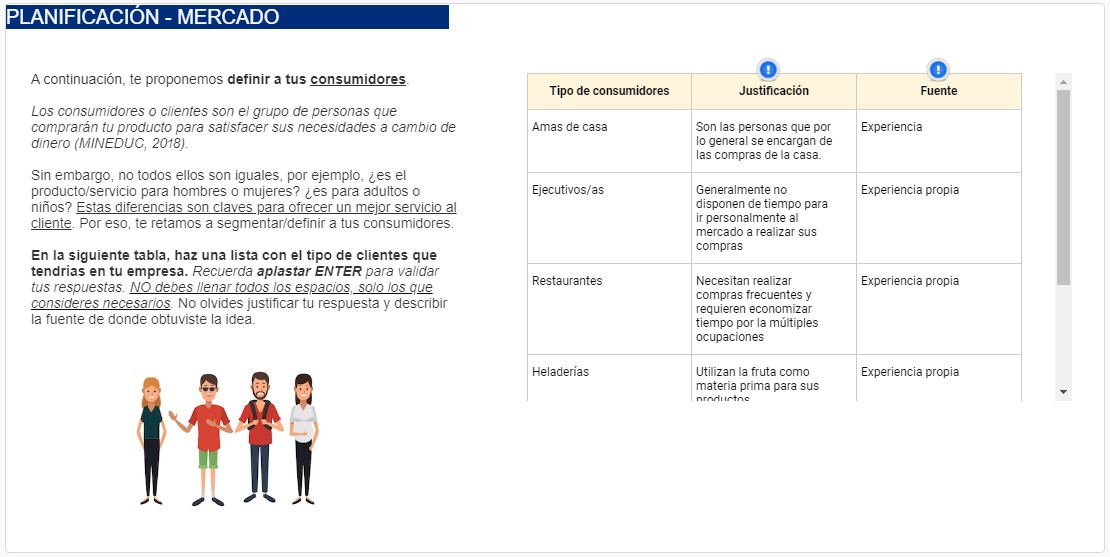 PLANIFICACIÓN - MERCADO
A continuación, te proponemos definir a tus consumidores.
Los consumidores o clientes son el grupo de personas que
comprarán tu producto para satisfacer sus necesidades a cambio de
dinero (MINEDUC, 2018).
Sin embargo, no todos ellos son iguales, por ejemplo, ¿es el
producto/servicio para hombres o mujeres? ¿es para adultos o
niños? Estas diferencias son claves para ofrecer un mejor servicio al
cliente. Por eso, te retamos a segmentar/definir a tus consumidores.
En la siguiente tabla, haz una lista con el tipo de clientes que
tendrías en tu empresa. Recuerda aplastar ENTER para validar
tus respuestas. NO debes llenar todos los espacios, solo los que
consideres necesarios. No olvides justificar tu respuesta y describir
la fuente de donde obtuviste la idea.
Tipo de consumidores Justificación Fuente
Amas de casa Son las personas que por Experiencia
lo general se encargan de
las compras de la casa.
Ejecutivos/as Generalmente no Experiencia propia
disponen de tiempo para
ir personalmente al
mercado a realizar sus
compras
Restaurantes Necesitan realizar Experiencia propia
compras frecuentes y
requieren economizar
tiempo por la múltiples
ocupaciones
Heladerías Utilizan la fruta como Experiencia propia
materia prima para sus
productos